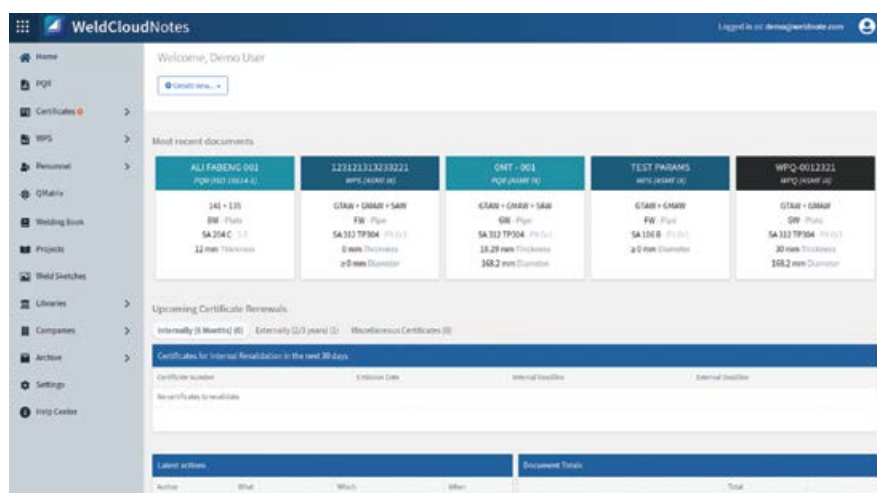 WeldCloudNotes
Logged in as: demo@weldnote.com
Home
PQR
Certificates
WPS
Personnel
QMatrix
Welding Book
Projects
Weld Sketches
Libraries
Companies
Archive
Settings
Help Center
Welcome, Demo User
Create new...
Most recent documents
ALI FABENG 001
PQR (ISO 15614-1)
141 + 135
BW - Plate
SA 204 C
12 mm Thickness
123121313233221
WPS (ASME IX)
GTAW + GMAW + SAW
FW - Pipe
SA 312 TP304
0 mm Thickness
≥ 0 mm Diameter
GMT - 001
PQR (ASME IX)
GTAW + GMAW + SAW
GW - Pipe
SA 312 TP304
18.29 mm Thickness
168.2 mm Diameter
TEST PARAMS
WPS (ASME IX)
GTAW + GMAW
FW - Pipe
SA 106 B
≥ 0 mm Diameter
WPQ-0012321
WPQ (ASME IX)
GTAW + GMAW
GW - Pipe
SA 312 TP304
30 mm Thickness
168.2 mm Diameter
Upcoming Certificate Renewals
Internally (6 Months) (0) Externally (2/3 years) (1) Miscellaneous Certificates (0)
Certificates for Internal Revalidation in the next 30 days
Certificate Number Emission Date Internal Deadline External Deadline
No certificates to revalidate
Latest actions
Author What Which When
Document Totals
Total